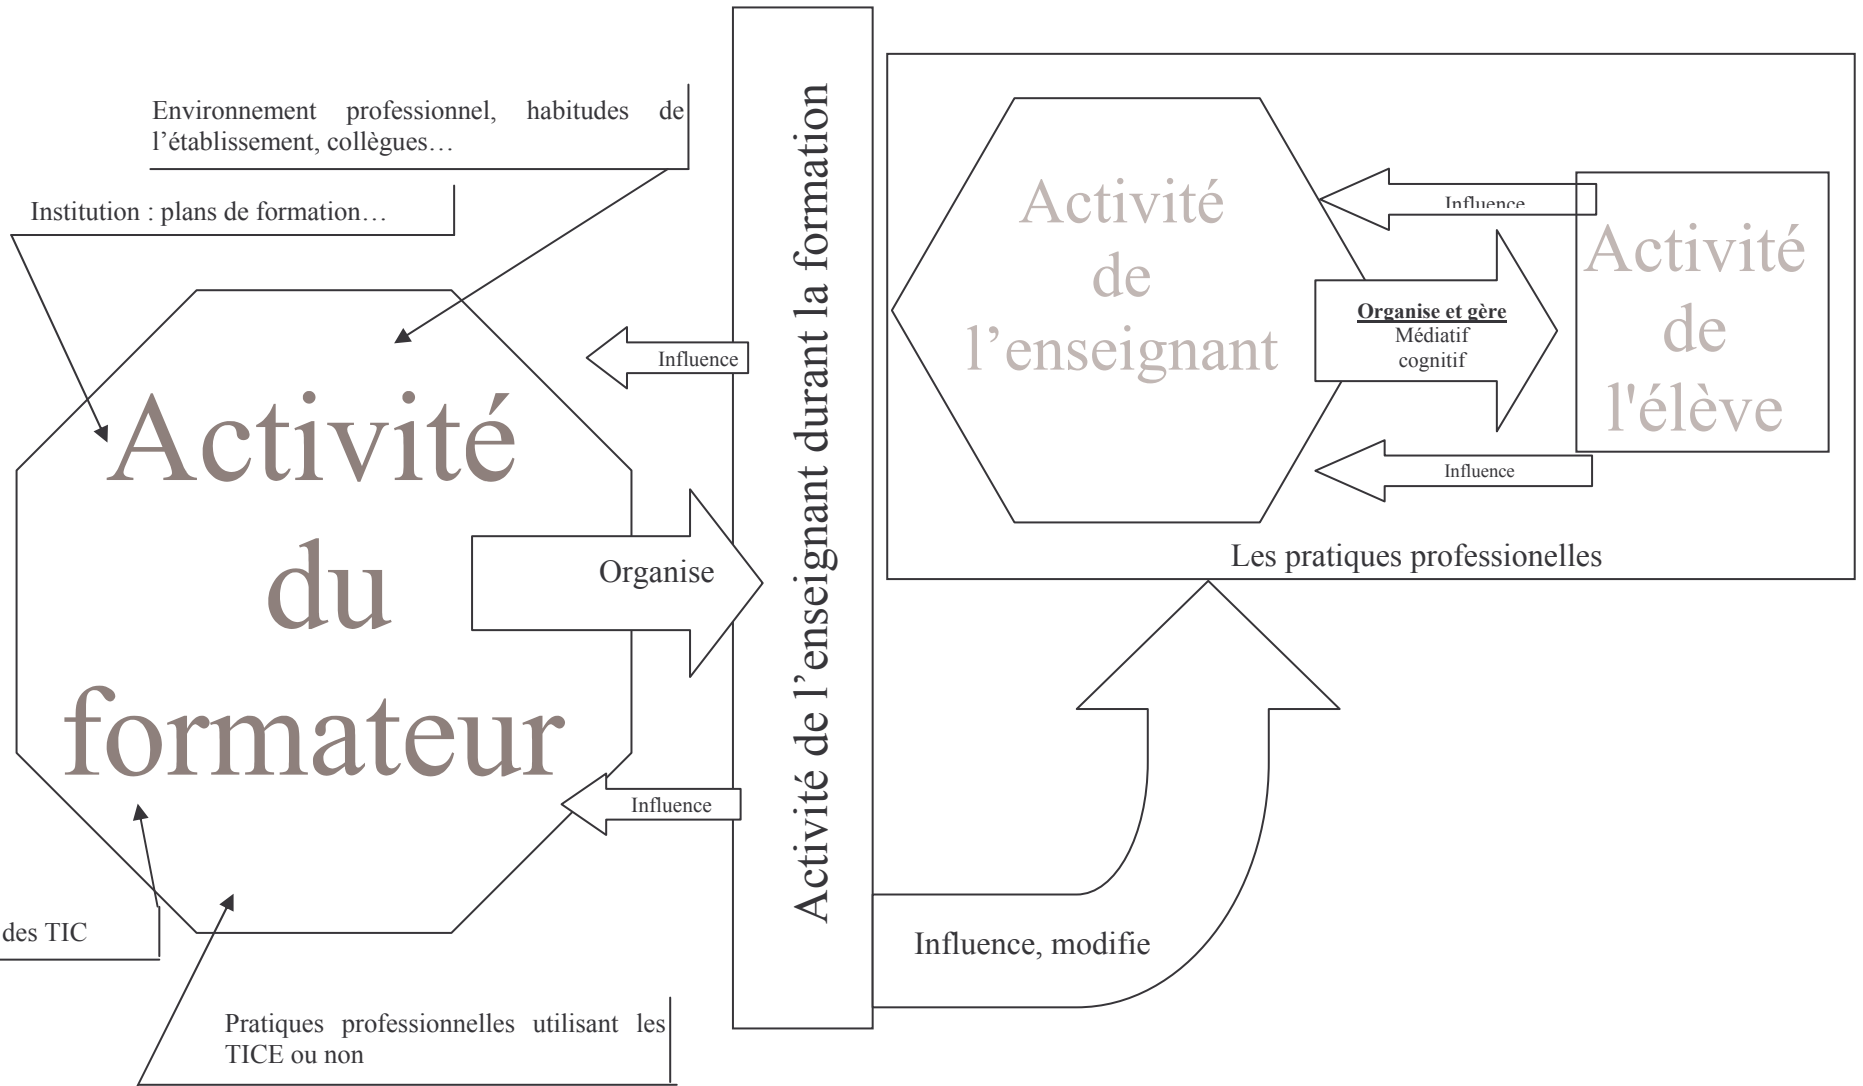 Environnement professionnel, habitudes de
l’établissement, collègues…
Institution : plans de formation…
Activité
du
formateur
Influence
Organise
Influence
des TIC
Pratiques professionnelles utilisant les
TICE ou non
Activité de l’enseignant durant la formation
Activité
de
l’enseignant
Influence
Organise et gère
Médiatif
cognitif
Influence
Activité
de
l'élève
Les pratiques professionelles
Influence, modifie